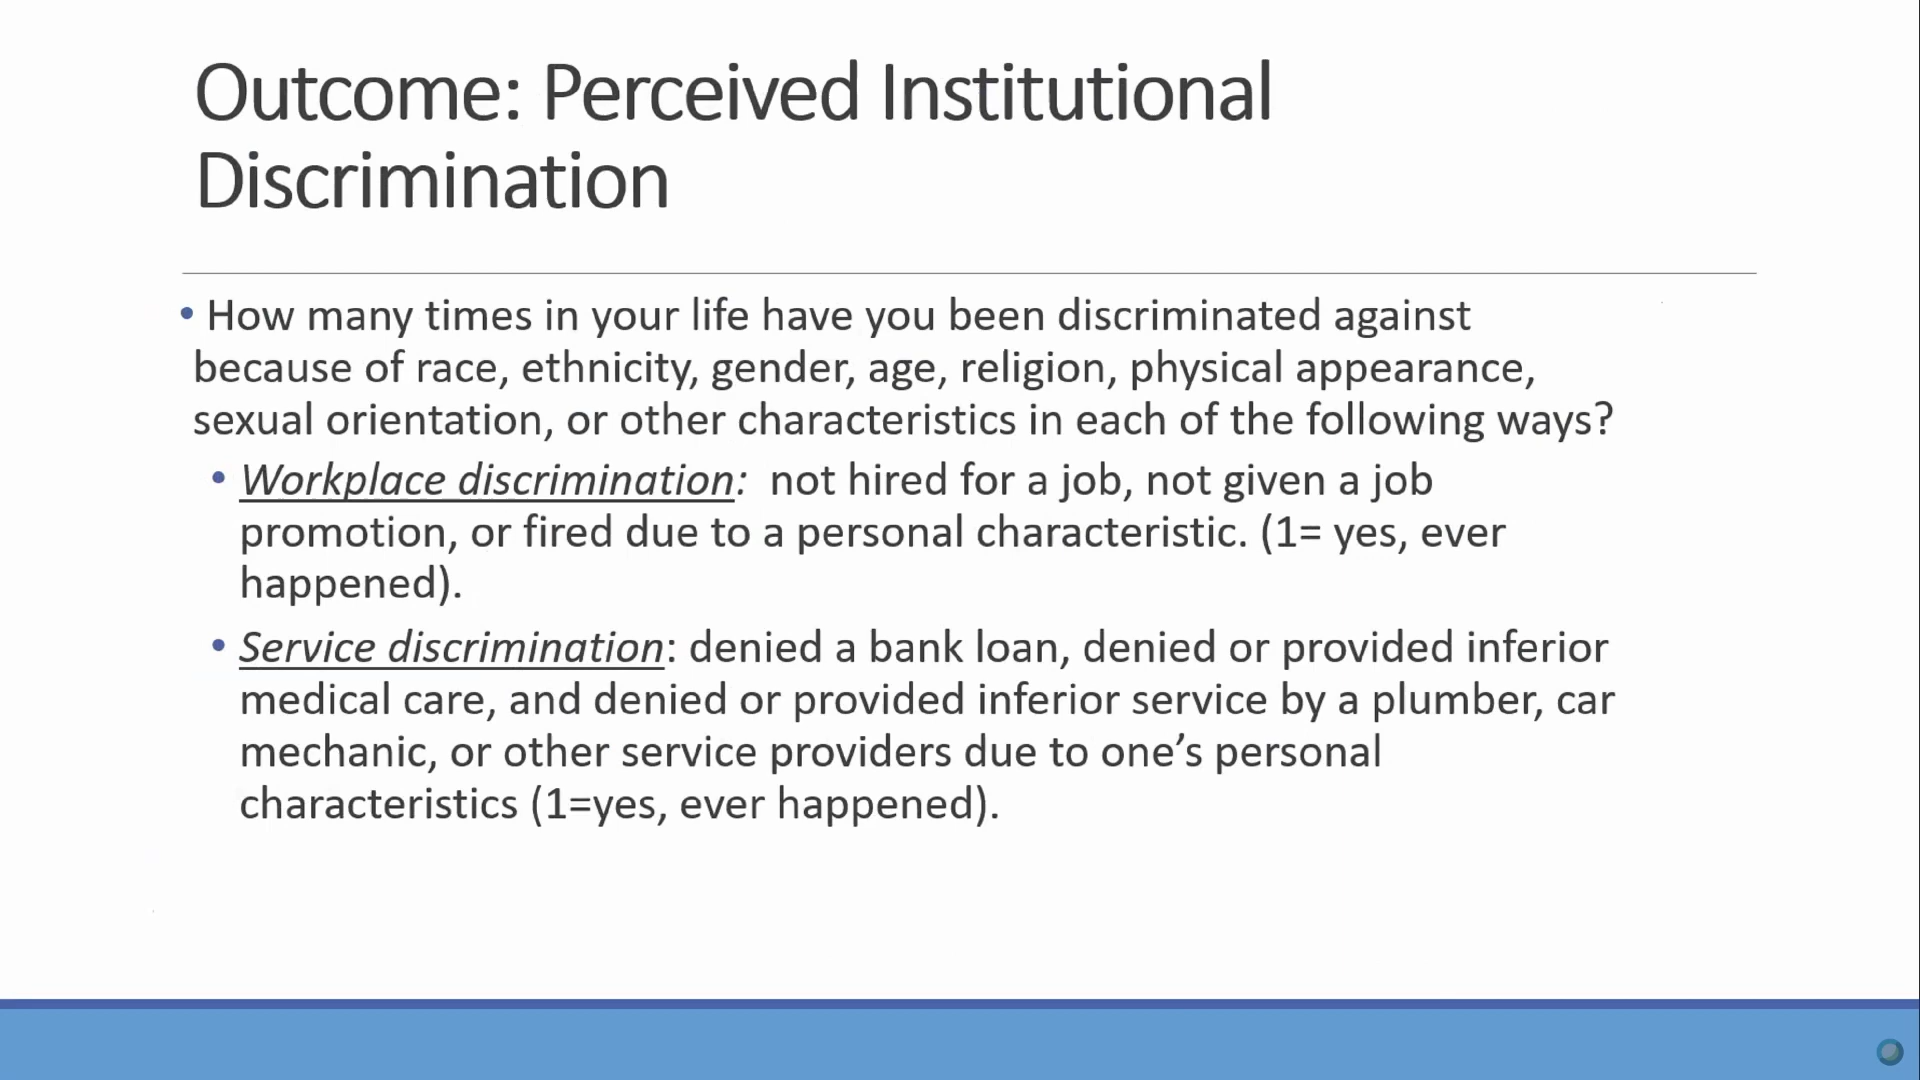 Outcome: Perceived Institutional
Discrimination
• How many times in your life have you been discriminated against
because of race, ethnicity, gender, age, religion, physical appearance,
sexual orientation, or other characteristics in each of the following ways?
• Workplace discrimination:  not hired for a job, not given a job
promotion, or fired due to a personal characteristic. (1= yes, ever
happened).
• Service discrimination: denied a bank loan, denied or provided inferior
medical care, and denied or provided inferior service by a plumber, car
mechanic, or other service providers due to one’s personal
characteristics (1=yes, ever happened).